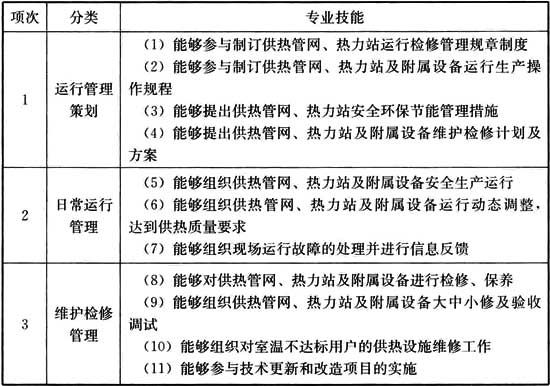 项次 分类 专业技能
1 运行管理策划
（1）能够参与制订供热管网、热力站运行检修管理规章制度
（2）能够参与制订供热管网、热力站及附属设备运行生产操
作规程
（3）能够提出供热管网、热力站安全环保节能管理措施
（4）能够提出供热管网、热力站及附属设备维护检修计划及
方案
2 日常运行管理
（5）能够组织供热管网、热力站及附属设备安全生产运行
（6）能够组织供热管网、热力站及附属设备运行动态调整，
达到供热质量要求
（7）能够组织现场运行故障的处理并进行信息反馈
3 维护检修管理
（8）能够对供热管网、热力站及附属设备进行检修、保养
（9）能够组织供热管网、热力站及附属设备大中小修及验收
调试
（10）能够组织对室温不达标用户的供热设施维修工作
（11）能够参与技术更新和改造项目的实施